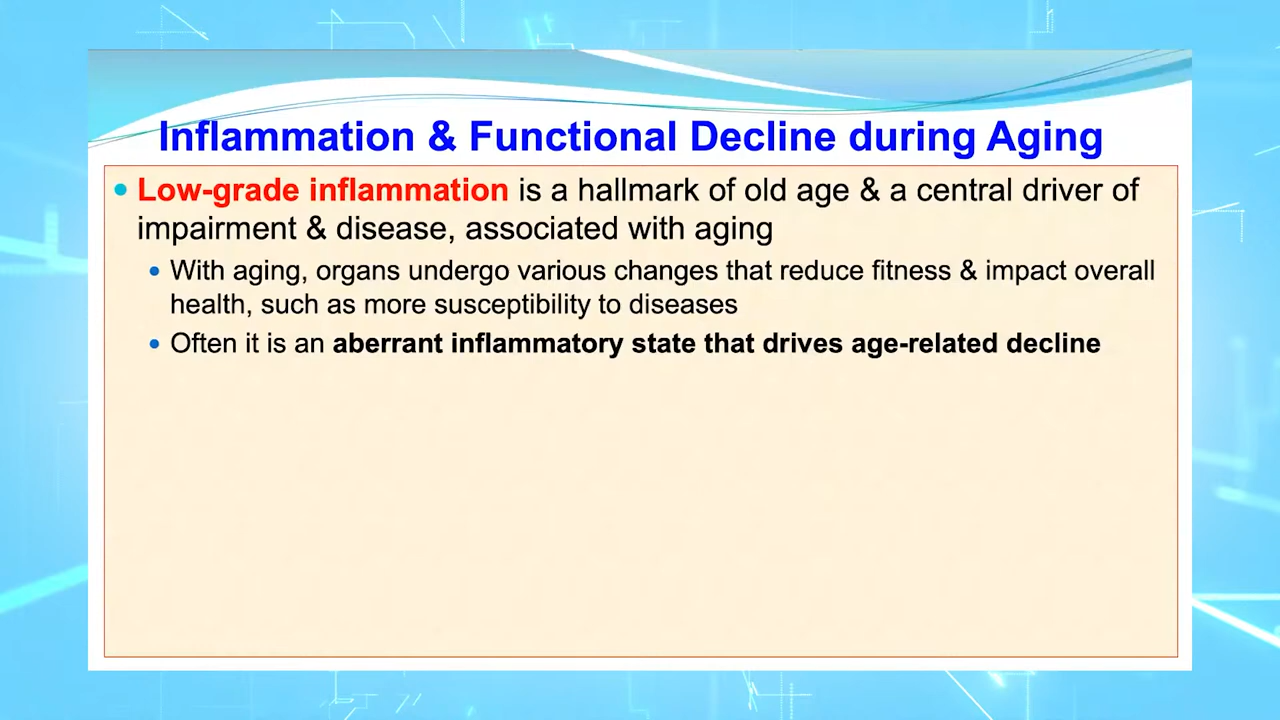 Inflammation & Functional Decline during Aging
Low-grade inflammation is a hallmark of old age & a central driver of
impairment & disease, associated with aging
With aging, organs undergo various changes that reduce fitness & impact overall
health, such as more susceptibility to diseases
Often it is an aberrant inflammatory state that drives age-related decline